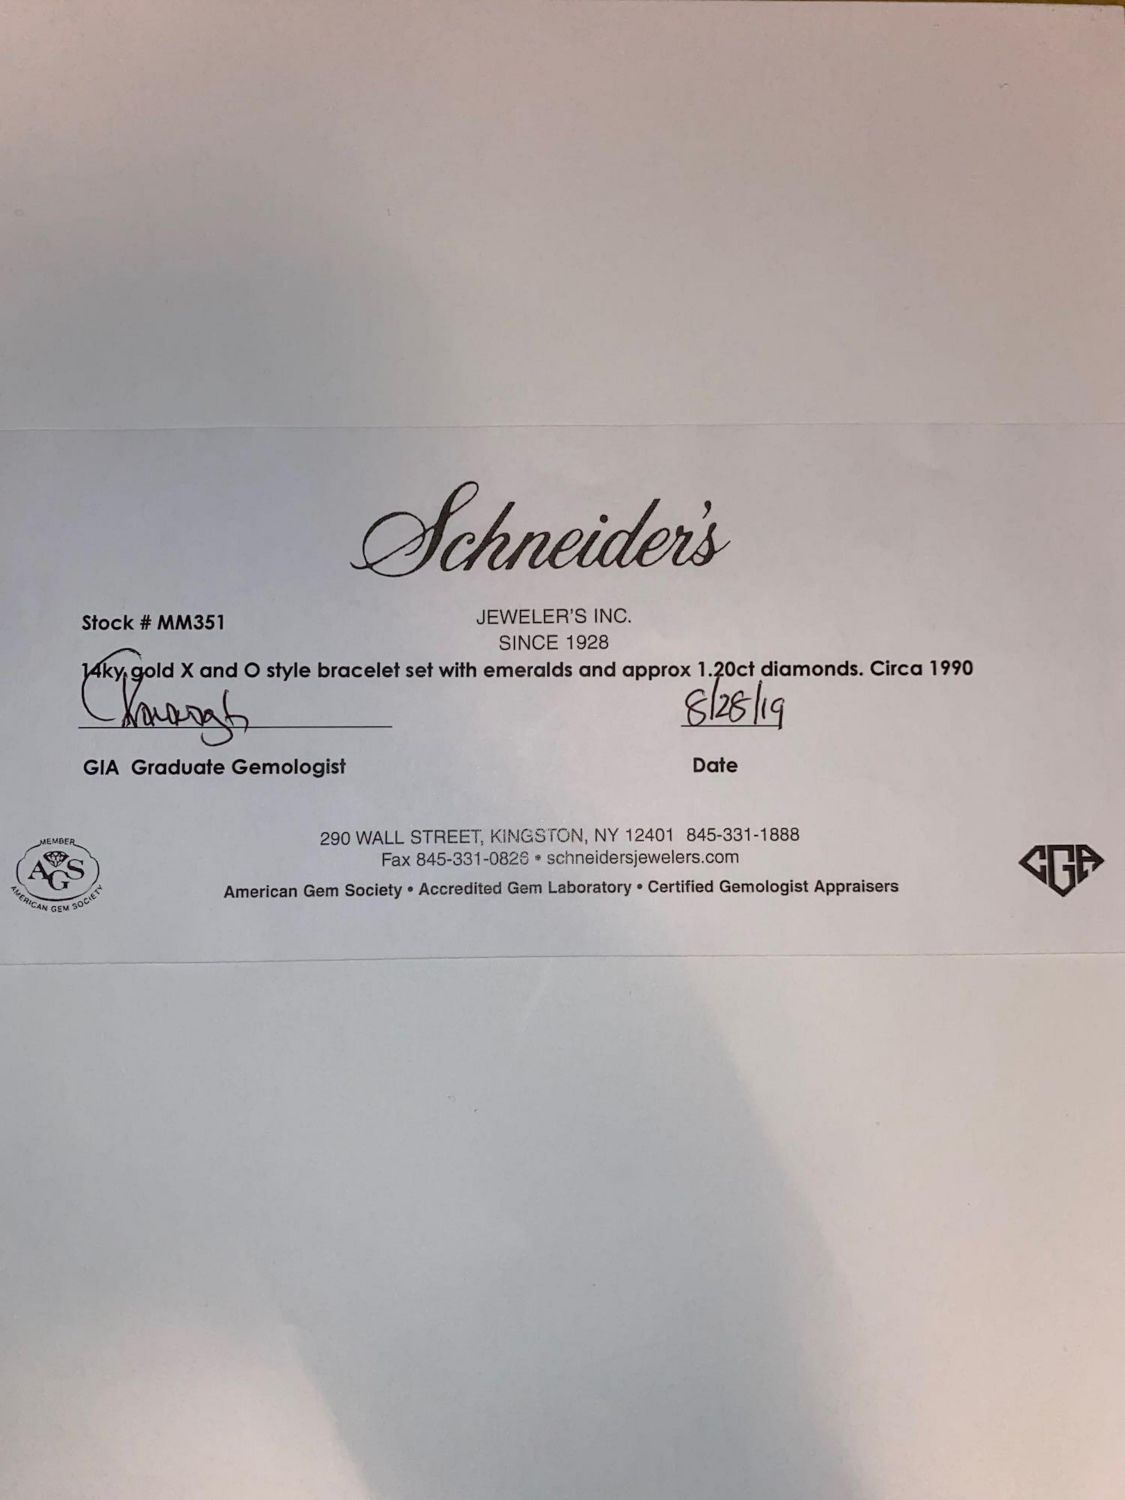 Schneider's
JEWELER'S INC.
SINCE 1928
Stock # MM351
14ky gold X and O style bracelet set with emeralds and approx 1.20ct diamonds. Circa 1990
8/28/19
GIA Graduate Gemologist
Date
290 WALL STREET, KINGSTON, NY 12401 845-331-1888
Fax 845-331-0826 • schneidersjewelers.com
American Gem Society • Accredited Gem Laboratory • Certified Gemologist Appraisers
MEMBER
AGS
AMERICAN GEM SOCIETY
CGA